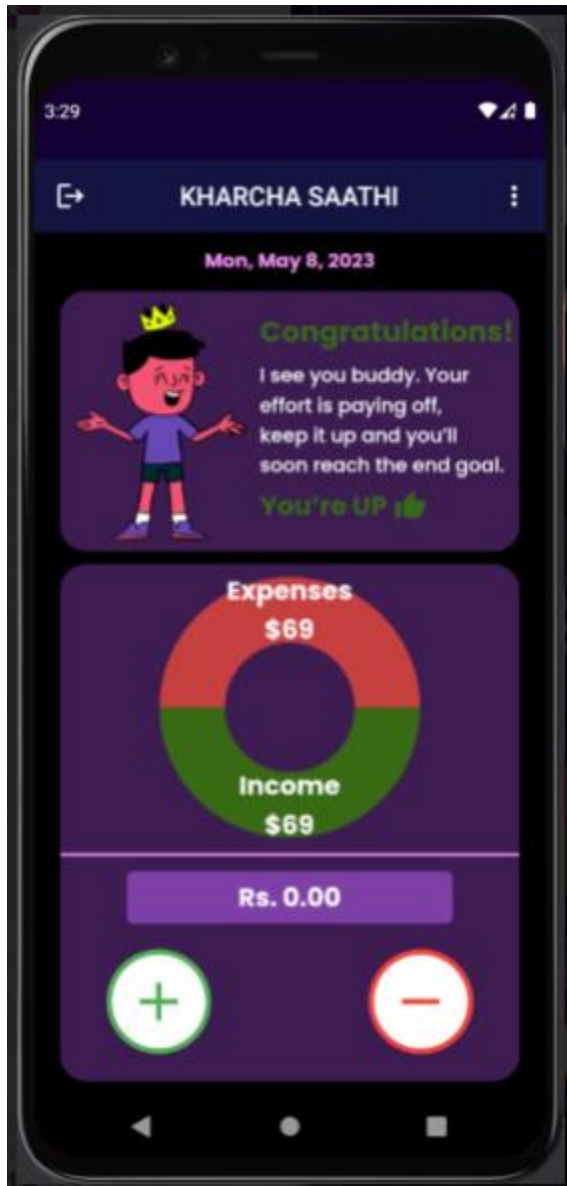 3:29
KHARCHA SAATHI
Mon, May 8, 2023
Congratulations!
I see you buddy. Your
effort is paying off,
keep it up and you'll
soon reach the end goal.
You're UP
Expenses
$69
Income
$69
Rs. 0.00